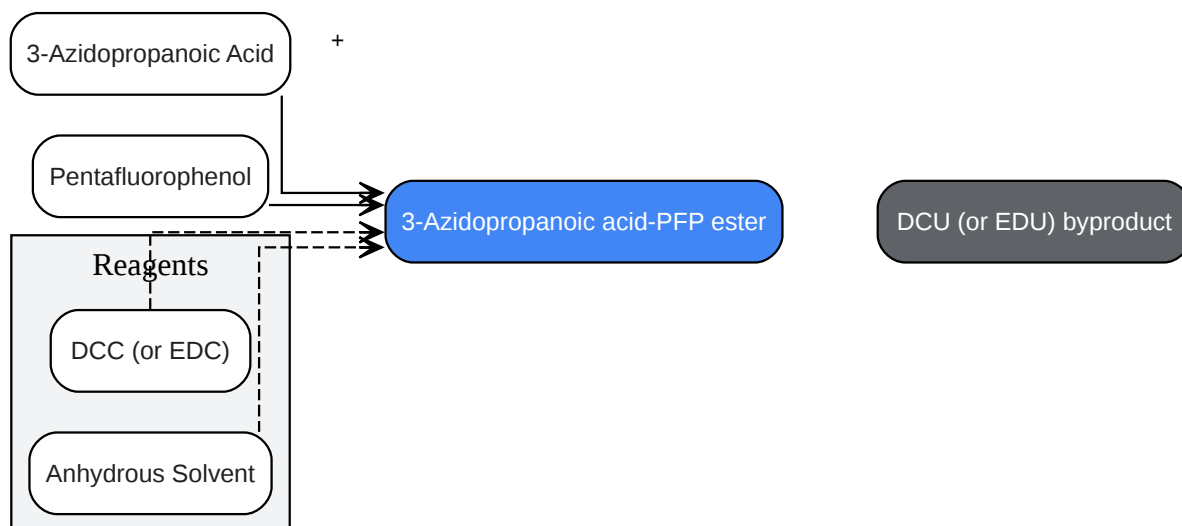 3-Azidopropanoic Acid
+
Pentafluorophenol
3-Azidopropanoic acid-PFP ester
DCU (or EDU) byproduct
Reagents
DCC (or EDC)
Anhydrous Solvent